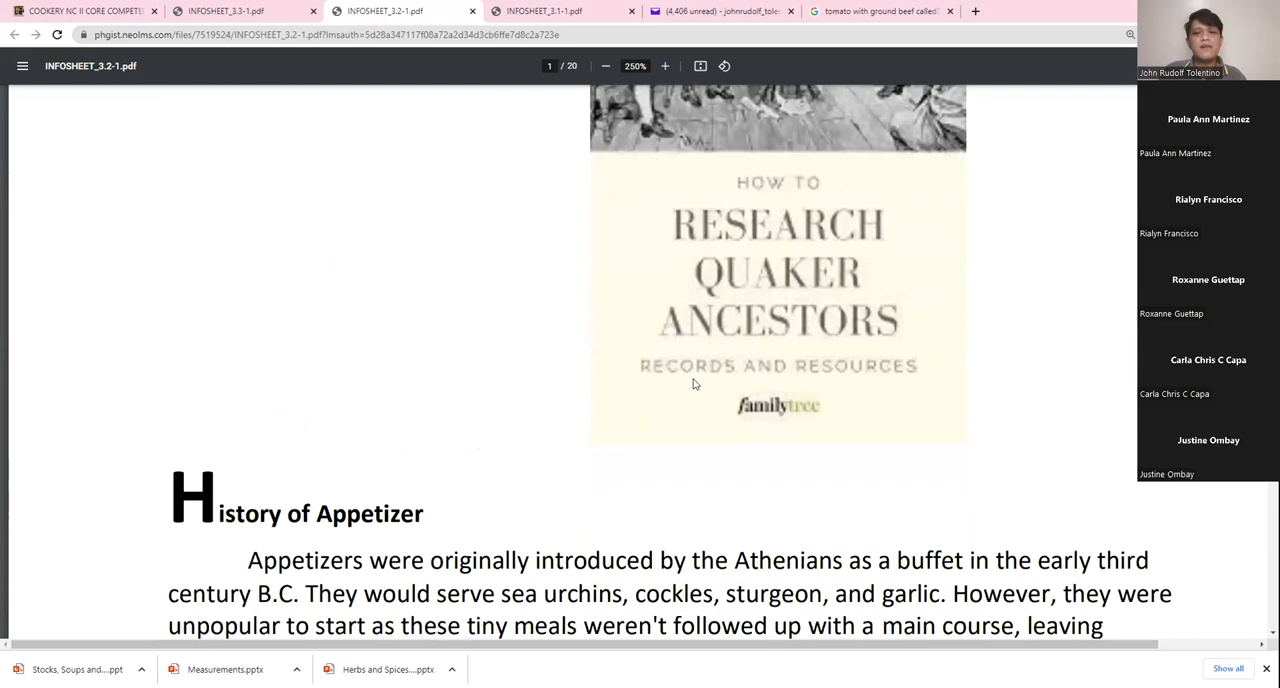 COOKERY NC II CORE COMPETE
INFOSHEET_3.3-1.pdf
INFOSHEET_3.2-1.pdf
INFOSHEET_3.1-1.pdf
(4,406 unread) - johnrudolf_toler
tomato with ground beef called?
phgist.neolms.com/files/7519524/INFOSHEET_3.2-1.pdf?lmsauth=5d28a347117f08a72a2d34d3cb6ffe7d8c2a723e
INFOSHEET_3.2-1.pdf
1 / 20
250%
HOW TO
RESEARCH
QUAKER
ANCESTORS
RECORDS AND RESOURCES
familytree
History of Appetizer
Appetizers were originally introduced by the Athenians as a buffet in the early third
century B.C. They would serve sea urchins, cockles, sturgeon, and garlic. However, they were
unpopular to start as these tiny meals weren't followed up with a main course, leaving
John Rudolf Tolentino
Paula Ann Martinez
Paula Ann Martinez
Rialyn Francisco
Rialyn Francisco
Roxanne Guettap
Roxanne Guettap
Carla Chris C Capa
Carla Chris C Capa
Justine Ombay
Justine Ombay
Stocks, Soups and....ppt
Measurements.pptx
Herbs and Spices....pptx
Show all